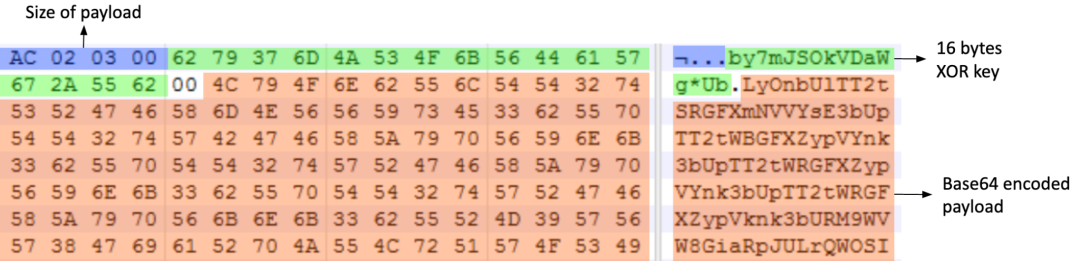 Size of payload
AC 02 03 00 62 79 37 6D 4A 53 4F 6B 56 44 61 57 ¬...by7mJSOkVDaW
67 2A 55 62 00 4C 79 4F 6E 62 55 6C 54 54 32 74 g*Ub.LyOnbUlTT2t
53 52 47 46 58 6D 4E 56 56 59 73 45 33 62 55 70 SRGFXmNVVYsE3bUp
54 54 32 74 57 42 47 46 58 5A 79 70 56 59 6E 6B TT2tWBGFXZypVYnk
33 62 55 70 54 54 32 74 57 52 47 46 58 5A 79 70 3bUpTT2tWRGFXZyp
56 59 6E 6B 33 62 55 70 54 54 32 74 57 52 47 46 VYnk3bUpTT2tWRGF
58 5A 79 70 56 6B 6E 6B 33 62 55 52 4D 39 57 56 XZypVknk3bURM9WV
57 38 47 69 61 52 70 4A 55 4C 72 51 57 4F 53 49 W8GiaRpJULrQWOSI
16 bytes
XOR key
Base64 encoded
payload